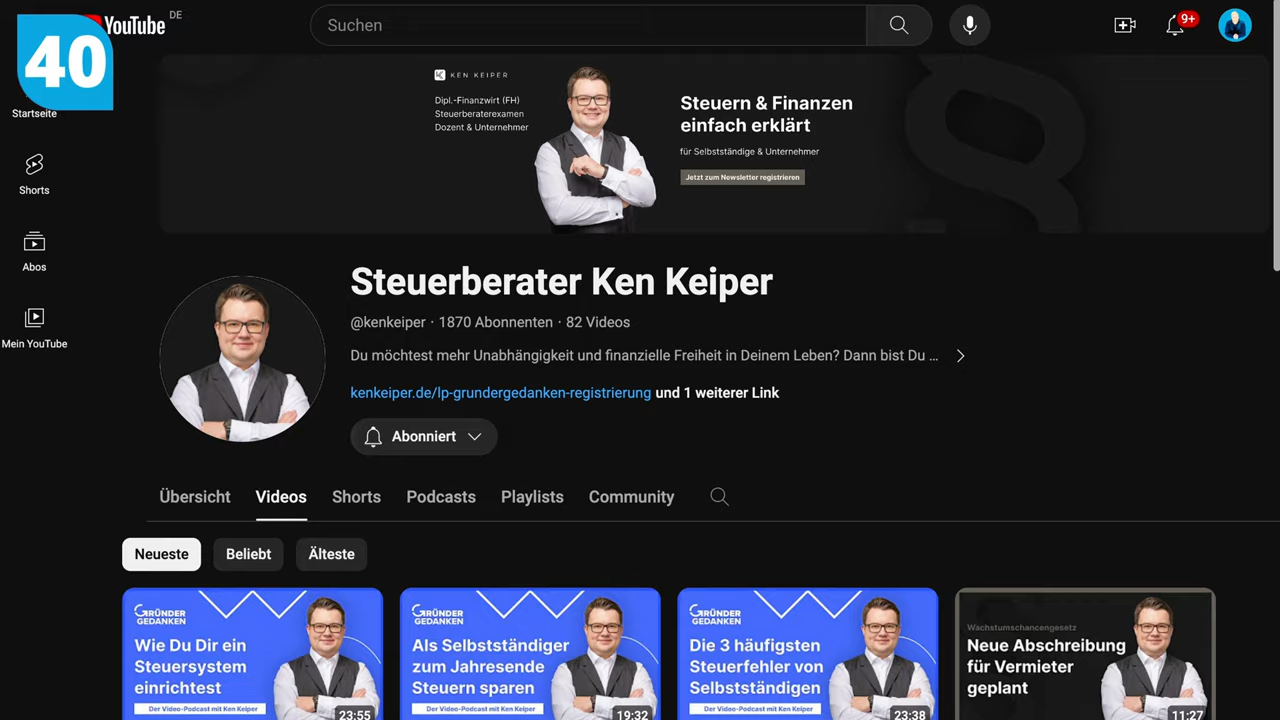 40
YouTube
DE
Suchen
9+
Startseite
Shorts
Abos
Mein YouTube
KEN KEIPER
Dipl.-Finanzwirt (FH)
Steuerberaterexamen
Dozent & Unternehmer
Steuern & Finanzen
einfach erklärt
für Selbstständige & Unternehmer
Jetzt zum Newsletter registrieren
Steuerberater Ken Keiper
@kenkeiper · 1870 Abonnenten · 82 Videos
Du möchtest mehr Unabhängigkeit und finanzielle Freiheit in Deinem Leben? Dann bist Du ...
kenkeiper.de/lp-grundergedanken-registrierung und 1 weiterer Link
Abonniert
Übersicht Videos Shorts Podcasts Playlists Community
Neueste Beliebt Älteste
GRÜNDER
GEDANKEN
Wie Du Dir ein
Steuersystem
einrichtest
Der Video-Podcast mit Ken Keiper
23:55
GRÜNDER
GEDANKEN
Als Selbstständiger
zum Jahresende
Steuern sparen
Der Video-Podcast mit Ken Keiper
19:32
GRÜNDER
GEDANKEN
Die 3 häufigsten
Steuerfehler von
Selbstständigen
Der Video-Podcast mit Ken Keiper
23:38
Wachstumschancengesetz
Neue Abschreibung
für Vermieter
geplant
11:27